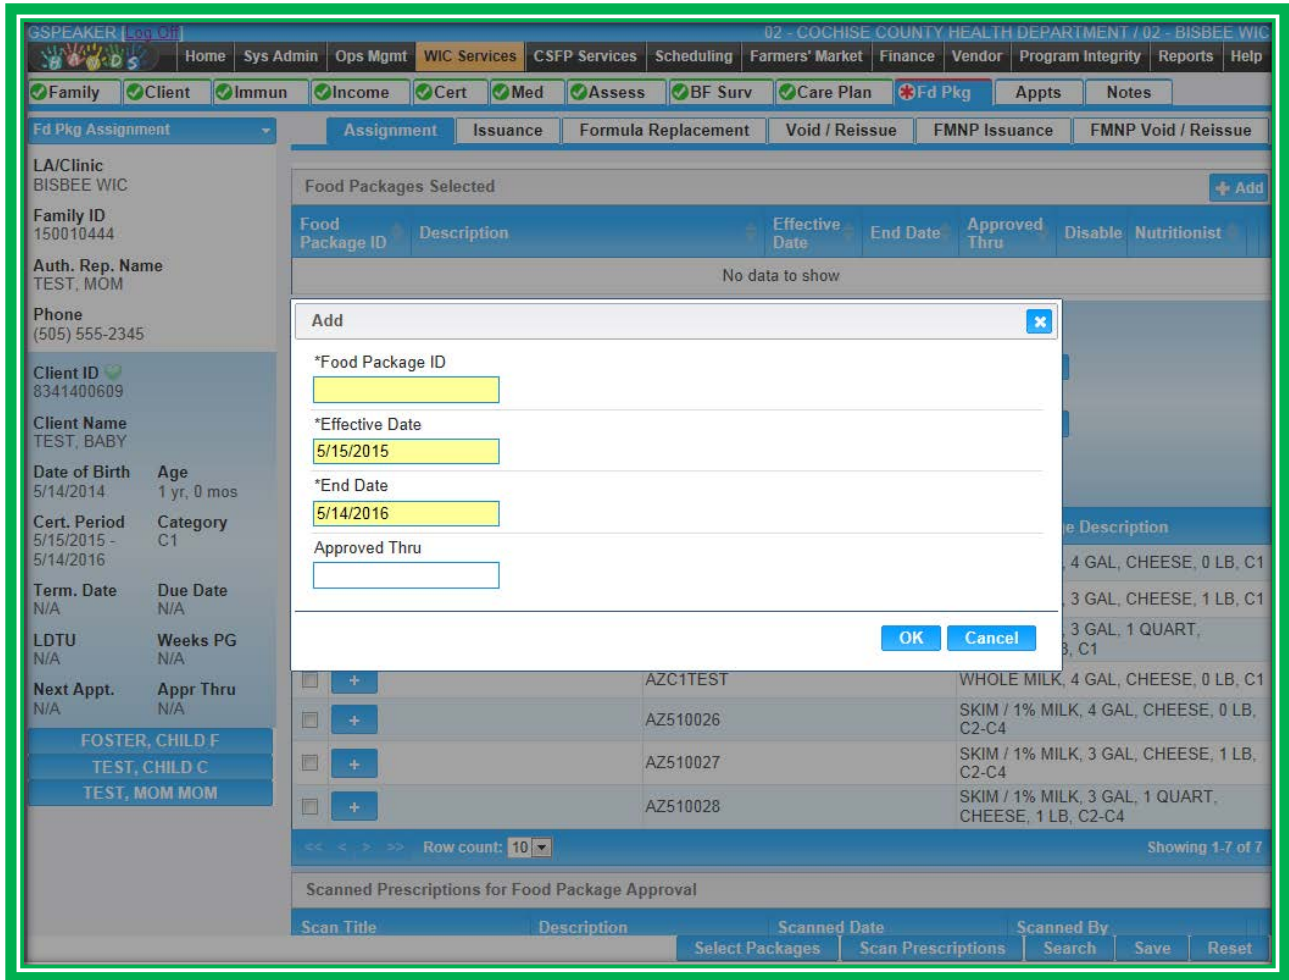 GSPEAKER [Log Off] 02 - COCHISE COUNTY HEALTH DEPARTMENT / 02 - BISBEE WIC
HANDS Home Sys Admin Ops Mgmt WIC Services CSFP Services Scheduling Farmers' Market Finance Vendor Program Integrity Reports Help
Family Client Immun Income Cert Med Assess BF Surv Care Plan Fd Pkg Appts Notes
Fd Pkg Assignment
Assignment Issuance Formula Replacement Void / Reissue FMNP Issuance FMNP Void / Reissue
LA/Clinic
BISBEE WIC
Family ID
150010444
Auth. Rep. Name
TEST, MOM
Phone
(505) 555-2345
Client ID
8341400609
Client Name
TEST, BABY
Date of Birth Age
5/14/2014 1 yr, 0 mos
Cert. Period Category
5/15/2015 - C1
5/14/2016
Term. Date Due Date
N/A N/A
LDTU Weeks PG
N/A N/A
Next Appt. Appr Thru
N/A N/A
FOSTER, CHILD F
TEST, CHILD C
TEST, MOM MOM
Food Packages Selected + Add
Food Package ID Description Effective Date End Date Approved Thru Disable Nutritionist
No data to show
Add
x
*Food Package ID
*Effective Date
5/15/2015
*End Date
5/14/2016
Approved Thru
OK Cancel
e Description
, 4 GAL, CHEESE, 0 LB, C1
, 3 GAL, CHEESE, 1 LB, C1
, 3 GAL, 1 QUART,
, C1
+ AZC1TEST WHOLE MILK, 4 GAL, CHEESE, 0 LB, C1
+ AZ510026 SKIM / 1% MILK, 4 GAL, CHEESE, 0 LB,
C2-C4
+ AZ510027 SKIM / 1% MILK, 3 GAL, CHEESE, 1 LB,
C2-C4
+ AZ510028 SKIM / 1% MILK, 3 GAL, 1 QUART,
CHEESE, 1 LB, C2-C4
<< < > >> Row count: 10 Showing 1-7 of 7
Scanned Prescriptions for Food Package Approval
Scan Title Description Scanned Date Scanned By
Select Packages Scan Prescriptions Search Save Reset